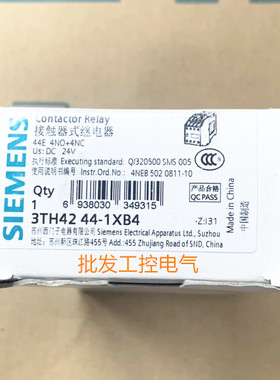 SIEMENS
Contactor Relay
接触器式继电器
44E 4NO+4NC
Us: DC 24V
执行标准 Executing standard: Q/320500 SMS 005
使用说明书编号 Instr.Ord.No.: 4NEB 502 0811-10
Qty
1 6 938030 349315
3TH42 44-1XB4
-Z:I31
产品合格
QC PASS
Made in China
中国制造
苏州西门子电器有限公司 Siemens Electrical Apparatus Ltd., Suzhou
苏州新区珠江路455号 455 Zhujiang Road of SND, China
批发工控电气